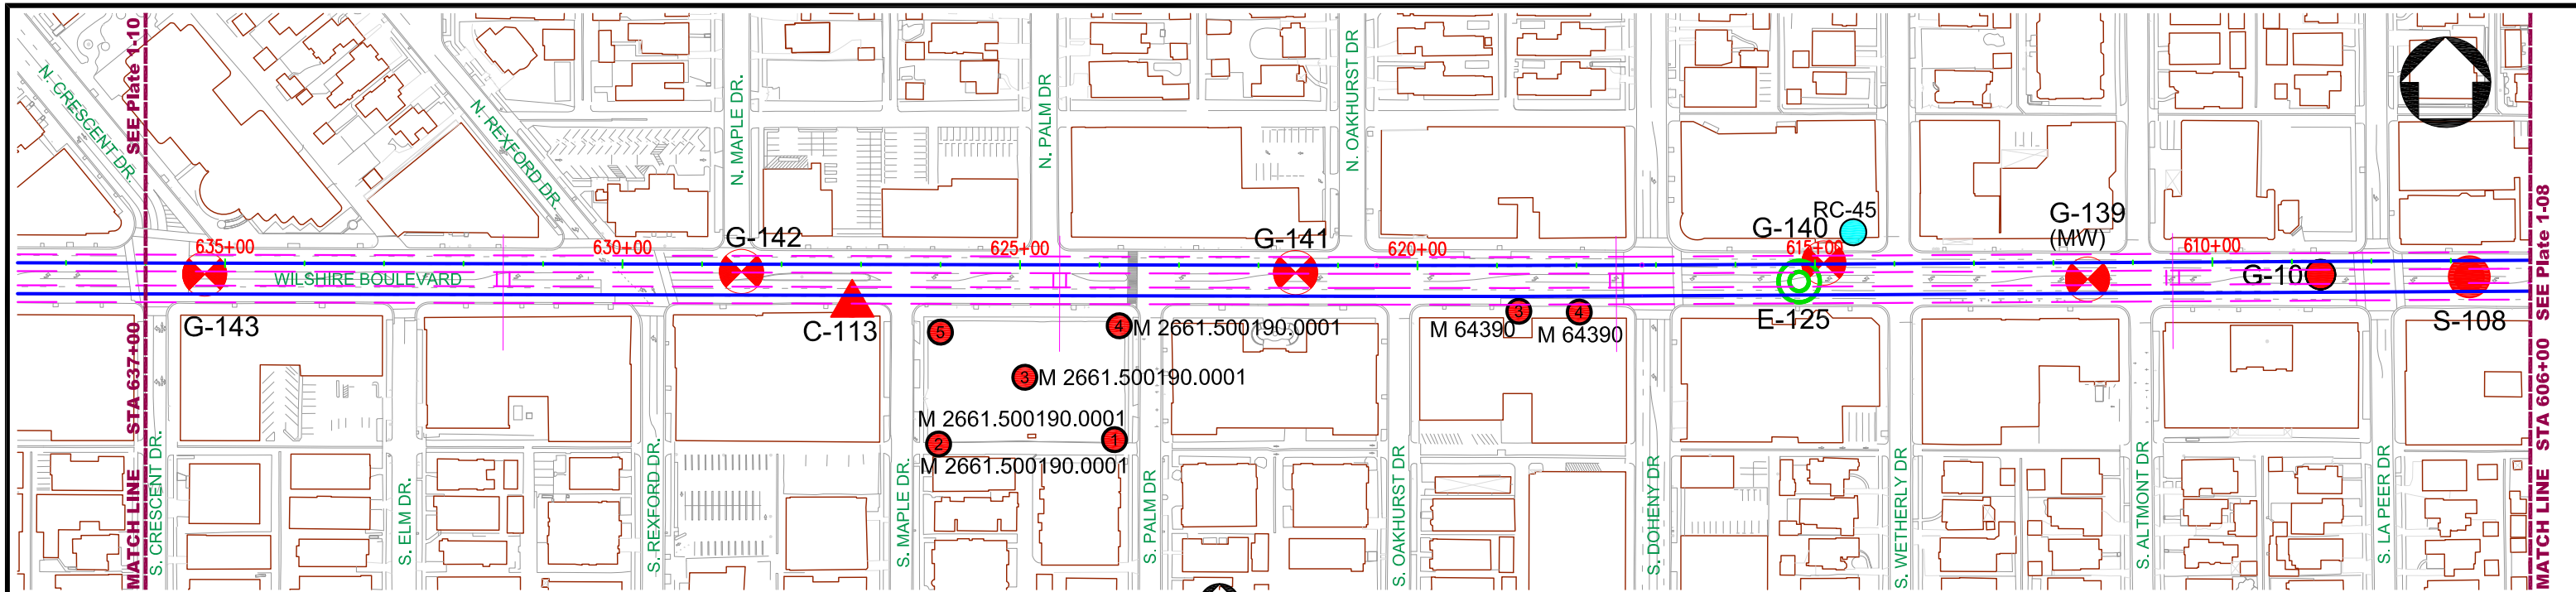 MATCH LINE STA 637+00 SEE Plate 1-10
N. CRESCENT DR.
N. REXFORD DR.
N. MAPLE DR.
N. PALM DR
N. OAKHURST DR
635+00
630+00
625+00
620+00
615+00
610+00
WILSHIRE BOULEVARD
G-143
G-142
C-113
G-141
G-140
RC-45
E-125
G-139
(MW)
G-10
S-108
5
4 M 2661.500190.0001
3 M 2661.500190.0001
M 2661.500190.0001
2
1
M 2661.500190.0001
3
M 64390
4
M 64390
S. CRESCENT DR.
S. ELM DR.
S. REXFORD DR.
S. MAPLE DR.
S. PALM DR
S. OAKHURST DR
S. DOHENY DR
S. WETHERLY DR
S. ALTMONT DR
S. LA PEER DR
MATCH LINE STA 606+00 SEE Plate 1-08